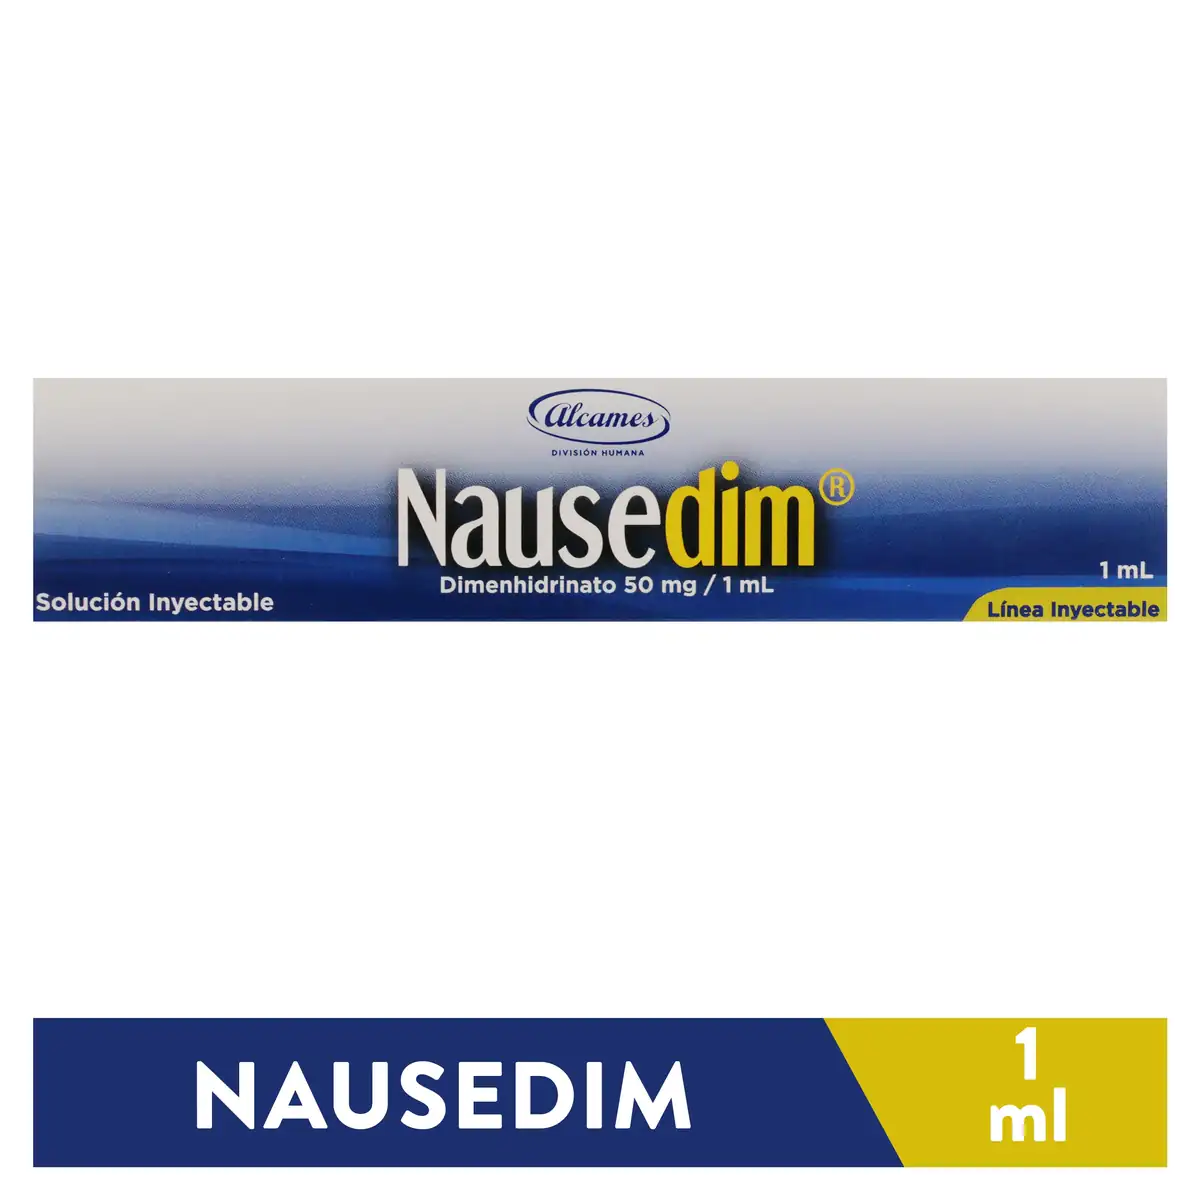 Alcames
DIVISIÓN HUMANA
Nausedim®
Dimenhidrinato 50 mg / 1 mL
1 mL
Solución Inyectable
Línea Inyectable
NAUSEDIM
1
ml